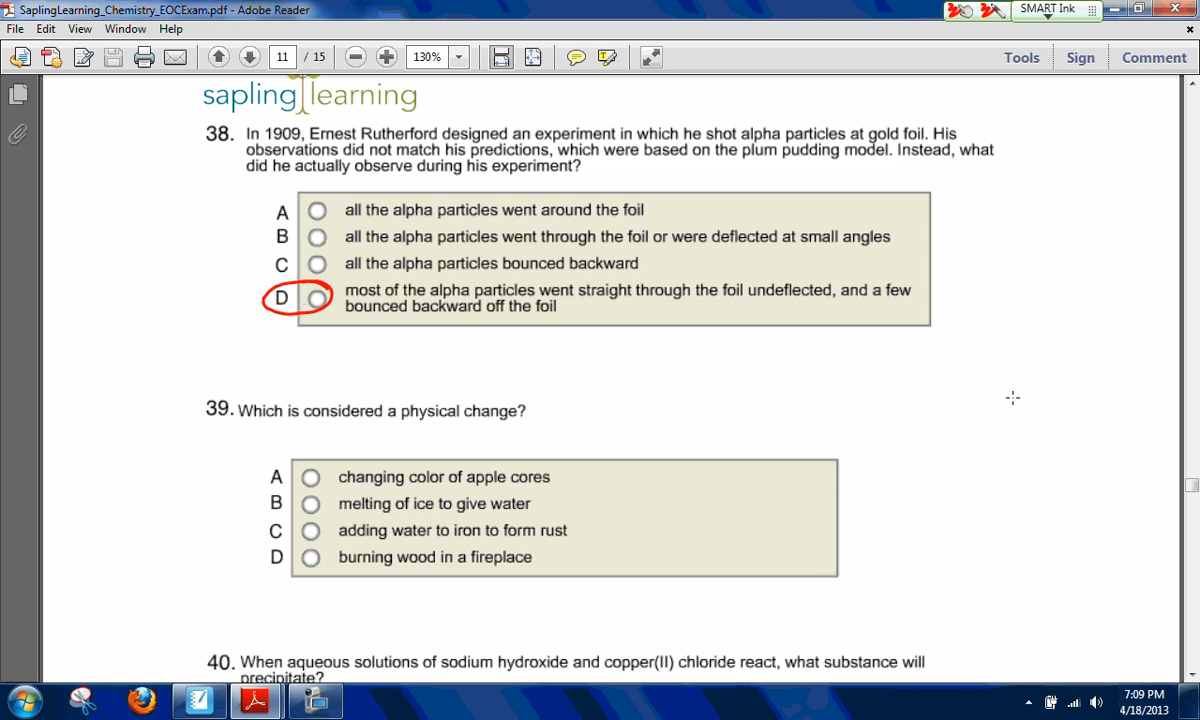 SaplingLearning_Chemistry_EOCExam.pdf - Adobe Reader
SMART Ink
File Edit View Window Help
11 / 15 130% Tools Sign Comment
sapling learning
38. In 1909, Ernest Rutherford designed an experiment in which he shot alpha particles at gold foil. His
observations did not match his predictions, which were based on the plum pudding model. Instead, what
did he actually observe during his experiment?
A all the alpha particles went around the foil
B all the alpha particles went through the foil or were deflected at small angles
C all the alpha particles bounced backward
D most of the alpha particles went straight through the foil undeflected, and a few
bounced backward off the foil
39. Which is considered a physical change?
A changing color of apple cores
B melting of ice to give water
C adding water to iron to form rust
D burning wood in a fireplace
40. When aqueous solutions of sodium hydroxide and copper(II) chloride react, what substance will
precipitate?
7:09 PM
4/18/2013